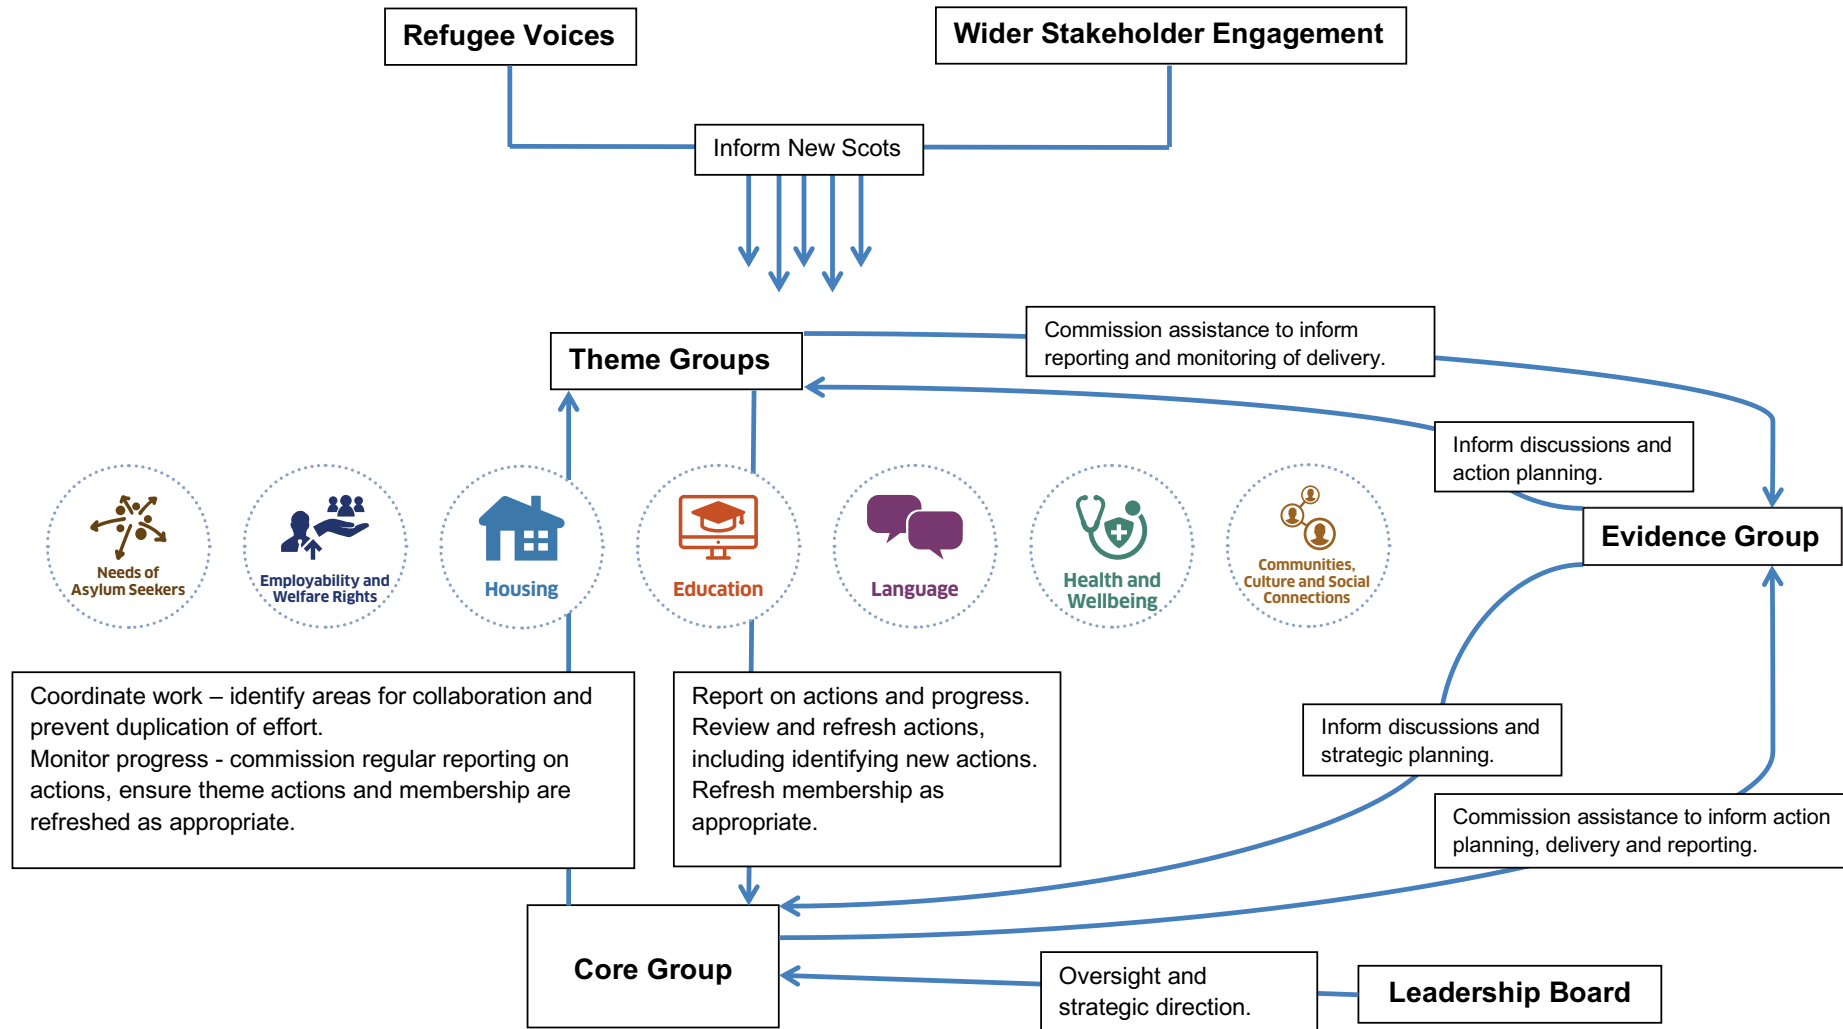 Refugee Voices
Wider Stakeholder Engagement
Inform New Scots
Theme Groups
Commission assistance to inform
reporting and monitoring of delivery.
Inform discussions and
action planning.
Evidence Group
Needs of
Asylum Seekers
Employability and
Welfare Rights
Housing
Education
Language
Health and
Wellbeing
Communities,
Culture and Social
Connections
Coordinate work – identify areas for collaboration and
prevent duplication of effort.
Monitor progress - commission regular reporting on
actions, ensure theme actions and membership are
refreshed as appropriate.
Report on actions and progress.
Review and refresh actions,
including identifying new actions.
Refresh membership as
appropriate.
Inform discussions and
strategic planning.
Commission assistance to inform action
planning, delivery and reporting.
Core Group
Oversight and
strategic direction.
Leadership Board